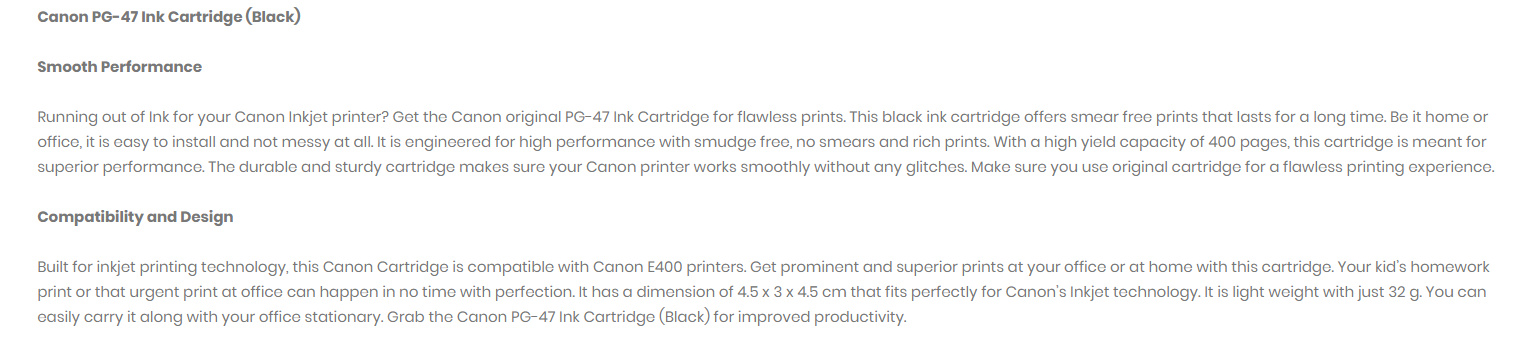 Canon PG-47 Ink Cartridge (Black)
Smooth Performance
Running out of Ink for your Canon Inkjet printer? Get the Canon original PG-47 Ink Cartridge for flawless prints. This black ink cartridge offers smear free prints that lasts for a long time. Be it home or
office, it is easy to install and not messy at all. It is engineered for high performance with smudge free, no smears and rich prints. With a high yield capacity of 400 pages, this cartridge is meant for
superior performance. The durable and sturdy cartridge makes sure your Canon printer works smoothly without any glitches. Make sure you use original cartridge for a flawless printing experience.
Compatibility and Design
Built for inkjet printing technology, this Canon Cartridge is compatible with Canon E400 printers. Get prominent and superior prints at your office or at home with this cartridge. Your kid's homework
print or that urgent print at office can happen in no time with perfection. It has a dimension of 4.5 x 3 x 4.5 cm that fits perfectly for Canon's Inkjet technology. It is light weight with just 32 g. You can
easily carry it along with your office stationary. Grab the Canon PG-47 Ink Cartridge (Black) for improved productivity.